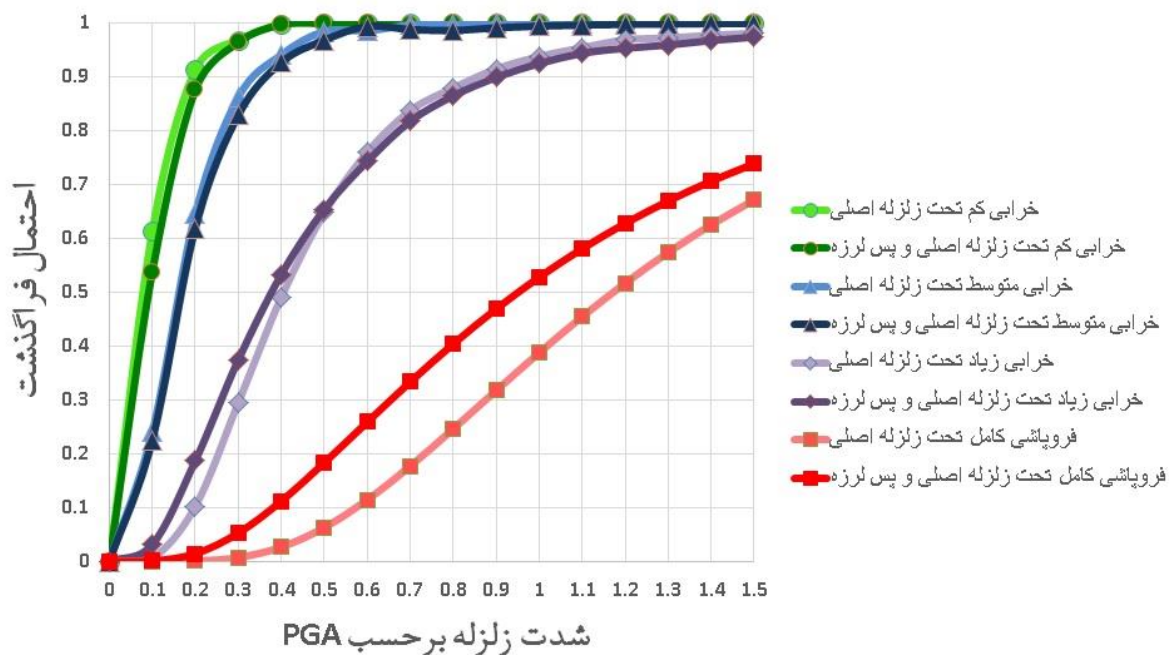 1
0.9
0.8
0.7
0.6
0.5
0.4
0.3
0.2
0.1
0
احتمال فراگذشت
0 0.1 0.2 0.3 0.4 0.5 0.6 0.7 0.8 0.9 1 1.1 1.2 1.3 1.4 1.5
شدت زلزله برحسب PGA
خرابی کم تحت زلزله اصلی
خرابی کم تحت زلزله اصلی و پس لرزه
خرابی متوسط تحت زلزله اصلی
خرابی متوسط تحت زلزله اصلی و پس لرزه
خرابی زیاد تحت زلزله اصلی
خرابی زیاد تحت زلزله اصلی و پس لرزه
فروپاشی کامل تحت زلزله اصلی
فروپاشی کامل تحت زلزله اصلی و پس لرزه